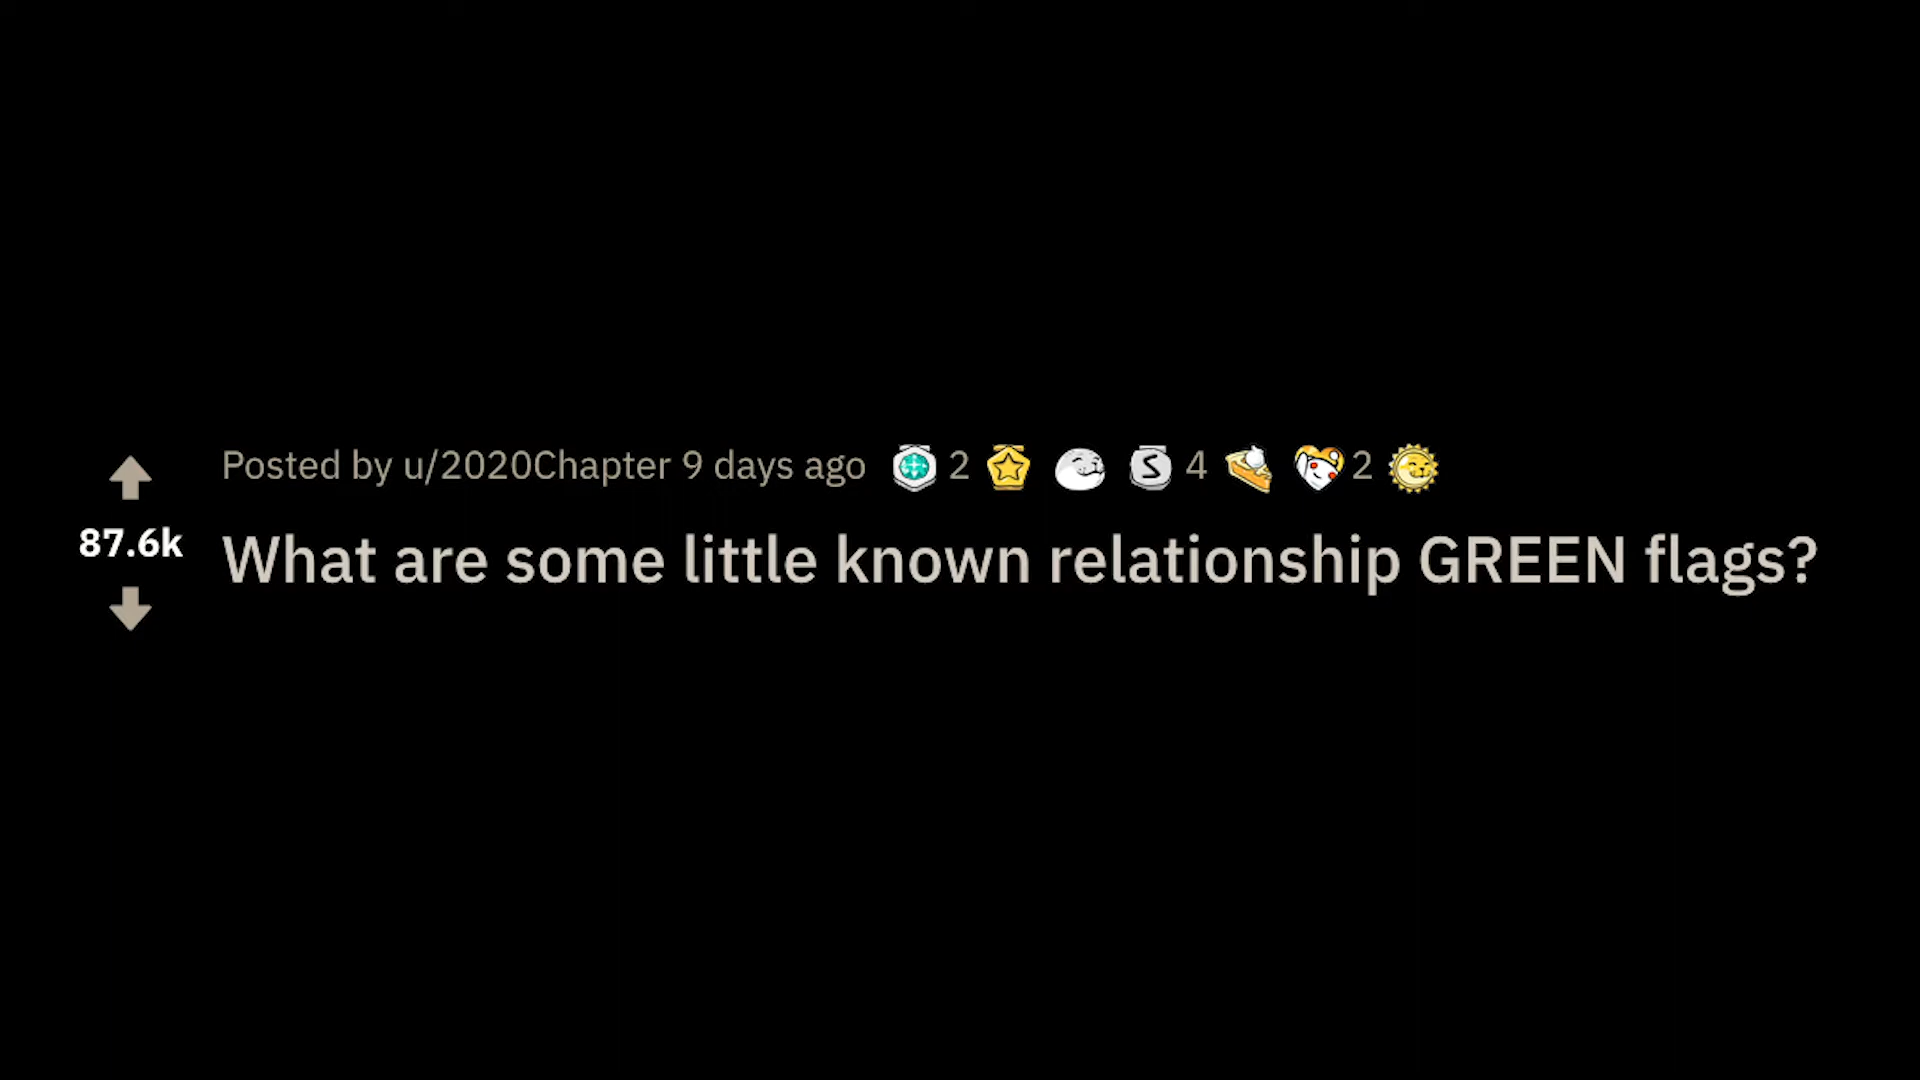 Posted by u/2020Chapter 9 days ago 2 S 4 2
87.6k
What are some little known relationship GREEN flags?